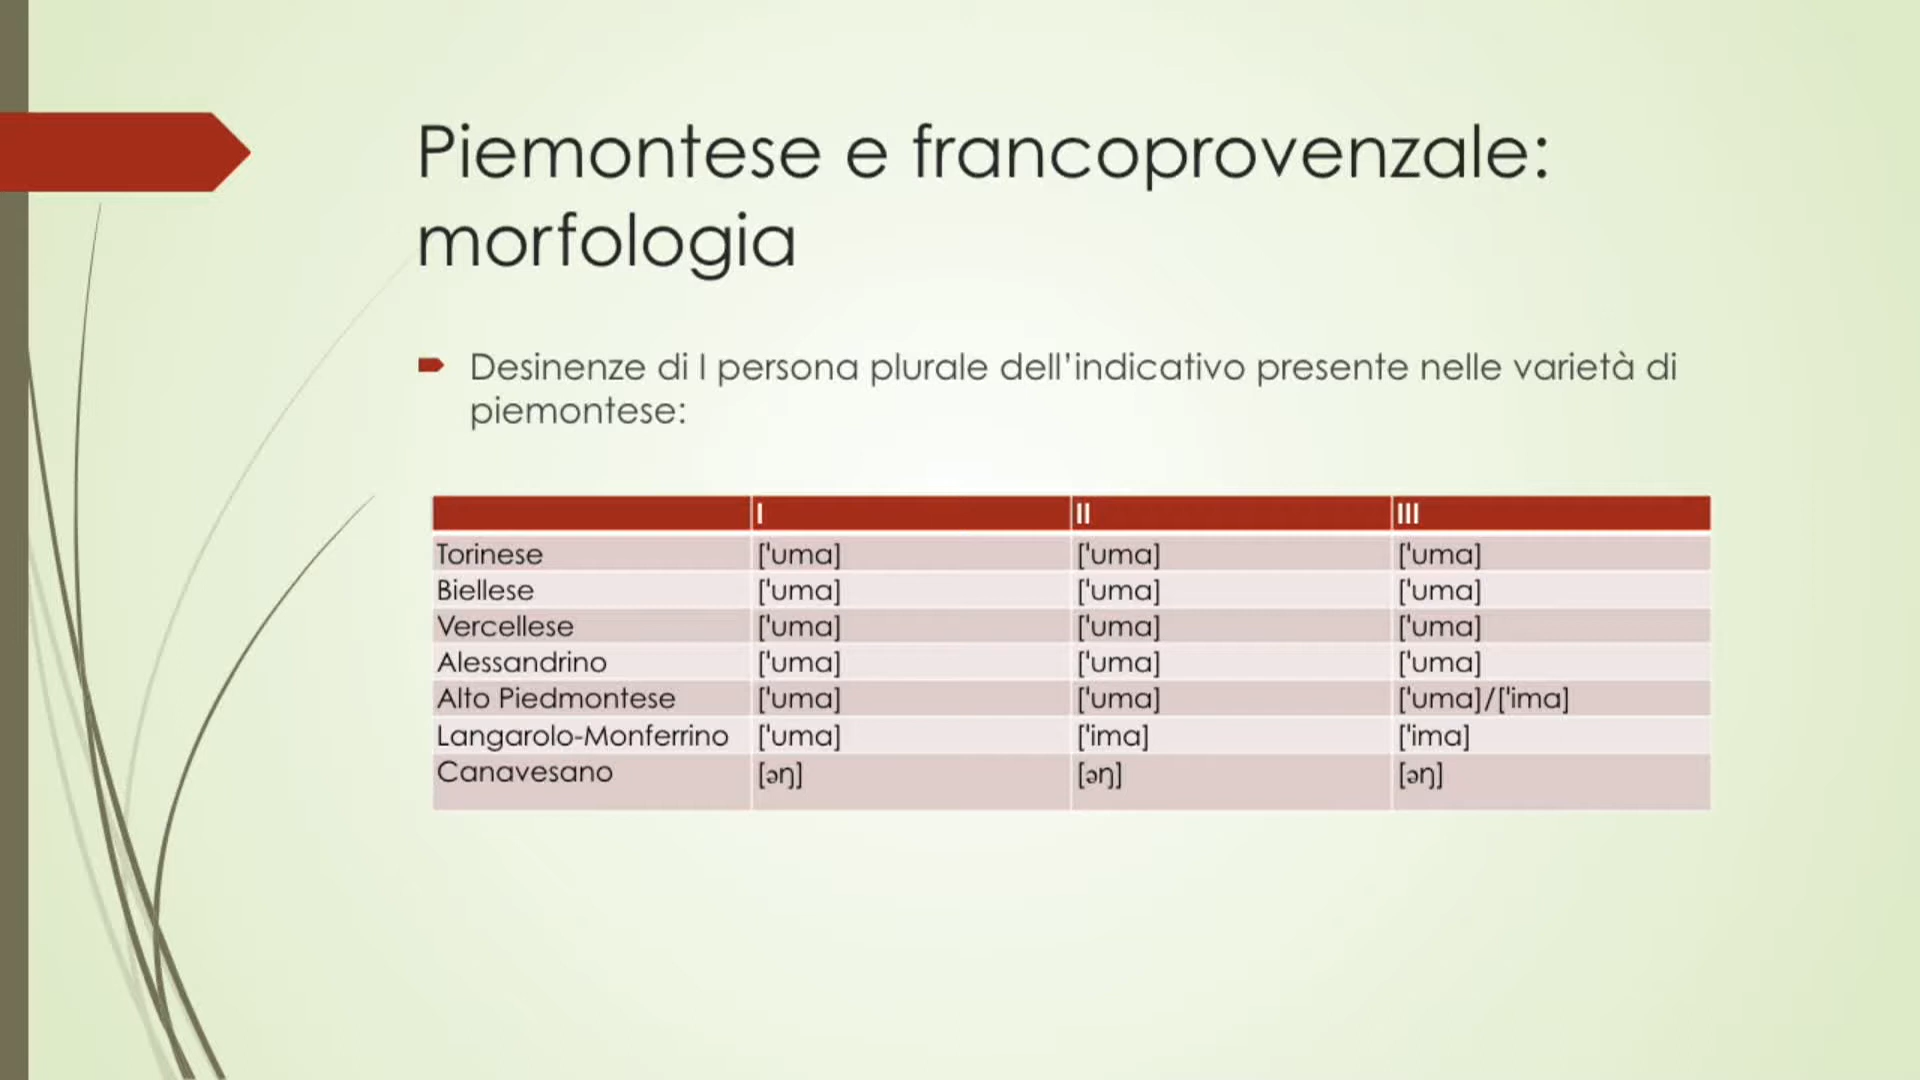 Piemontese e francoprovenzale:
morfologia
Desinenze di I persona plurale dell'indicativo presente nelle varietà di
piemontese:
I II III
Torinese ['uma] ['uma] ['uma]
Biellese ['uma] ['uma] ['uma]
Vercellese ['uma] ['uma] ['uma]
Alessandrino ['uma] ['uma] ['uma]
Alto Piedmontese ['uma] ['uma] ['uma]/['ima]
Langarolo-Monferrino ['uma] ['ima] ['ima]
Canavesano [əŋ] [əŋ] [əŋ]